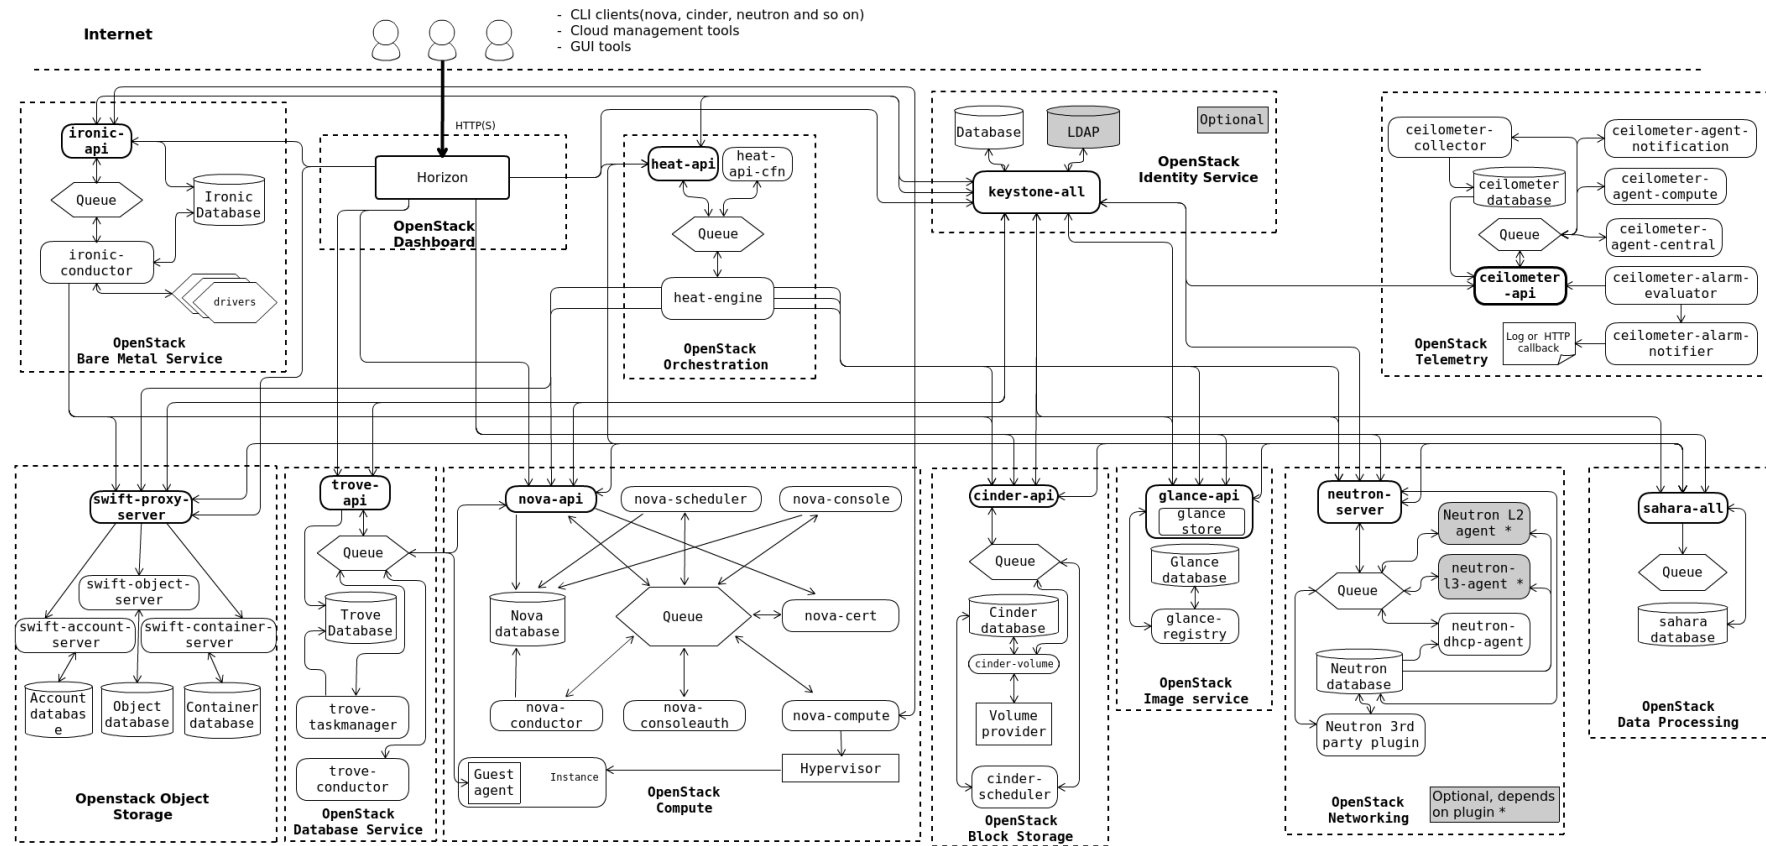 Internet
- CLI clients(nova, cinder, neutron and so on)
- Cloud management tools
- GUI tools
HTTP(S)
ironic-
api
Queue
Ironic
Database
ironic-
conductor
drivers
OpenStack
Bare Metal Service
Horizon
OpenStack
Dashboard
heat-api
heat-
api-cfn
Queue
heat-engine
OpenStack
Orchestration
Database
LDAP
Optional
OpenStack
Identity Service
keystone-all
ceilometer-
collector
ceilometer-agent-
notification
ceilometer
database
ceilometer-
agent-compute
Queue
ceilometer-
agent-central
ceilometer
-api
ceilometer-alarm-
evaluator
Log or HTTP
callback
ceilometer-alarm-
notifier
OpenStack
Telemetry
swift-proxy-
server
swift-object-
server
swift-account-
server
swift-container-
server
Account
databas
e
Object
database
Container
database
Openstack Object
Storage
trove-
api
Queue
Trove
Database
trove-
taskmanager
trove-
conductor
OpenStack
Database Service
nova-api
nova-scheduler
nova-console
Nova
database
Queue
nova-cert
nova-
conductor
nova-
consoleauth
nova-compute
Hypervisor
Guest
agent
Instance
OpenStack
Compute
cinder-api
Queue
Cinder
database
cinder-volume
Volume
provider
cinder-
scheduler
OpenStack
Block Storage
glance-api
glance
store
Glance
database
glance-
registry
OpenStack
Image service
neutron-
server
Neutron L2
agent *
neutron-
l3-agent *
Queue
neutron-
dhcp-agent
Neutron
database
Neutron 3rd
party plugin
OpenStack
Networking
Optional, depends
on plugin *
sahara-all
Queue
sahara
database
OpenStack
Data Processing